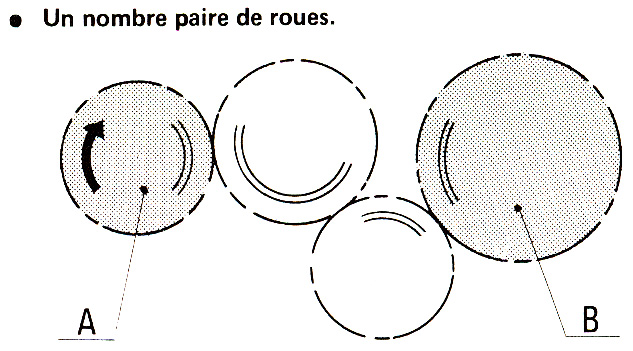 ● Un nombre paire de roues.
A
B